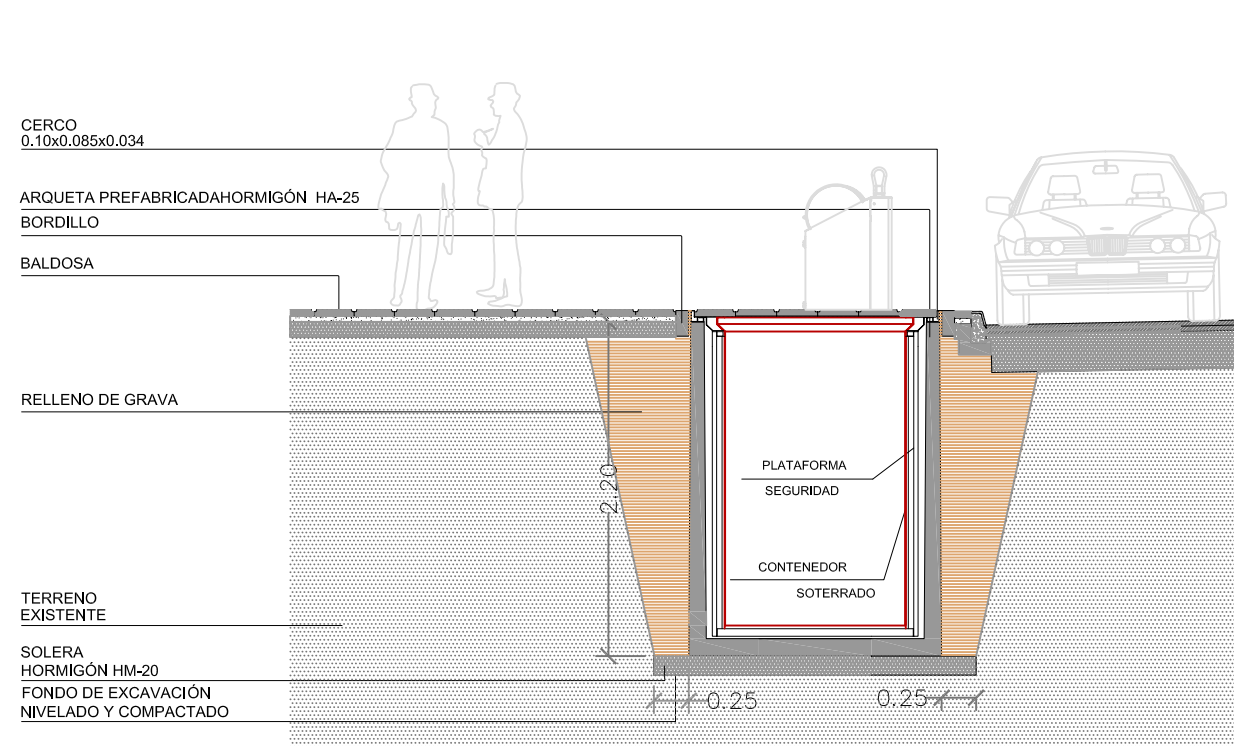 CERCO
0.10x0.085x0.034
ARQUETA PREFABRICADAHORMIGÓN HA-25
BORDILLO
BALDOSA
RELLENO DE GRAVA
PLATAFORMA
SEGURIDAD
2.20
CONTENEDOR
SOTERRADO
TERRENO
EXISTENTE
SOLERA
HORMIGÓN HM-20
FONDO DE EXCAVACIÓN
NIVELADO Y COMPACTADO
0.25
0.25